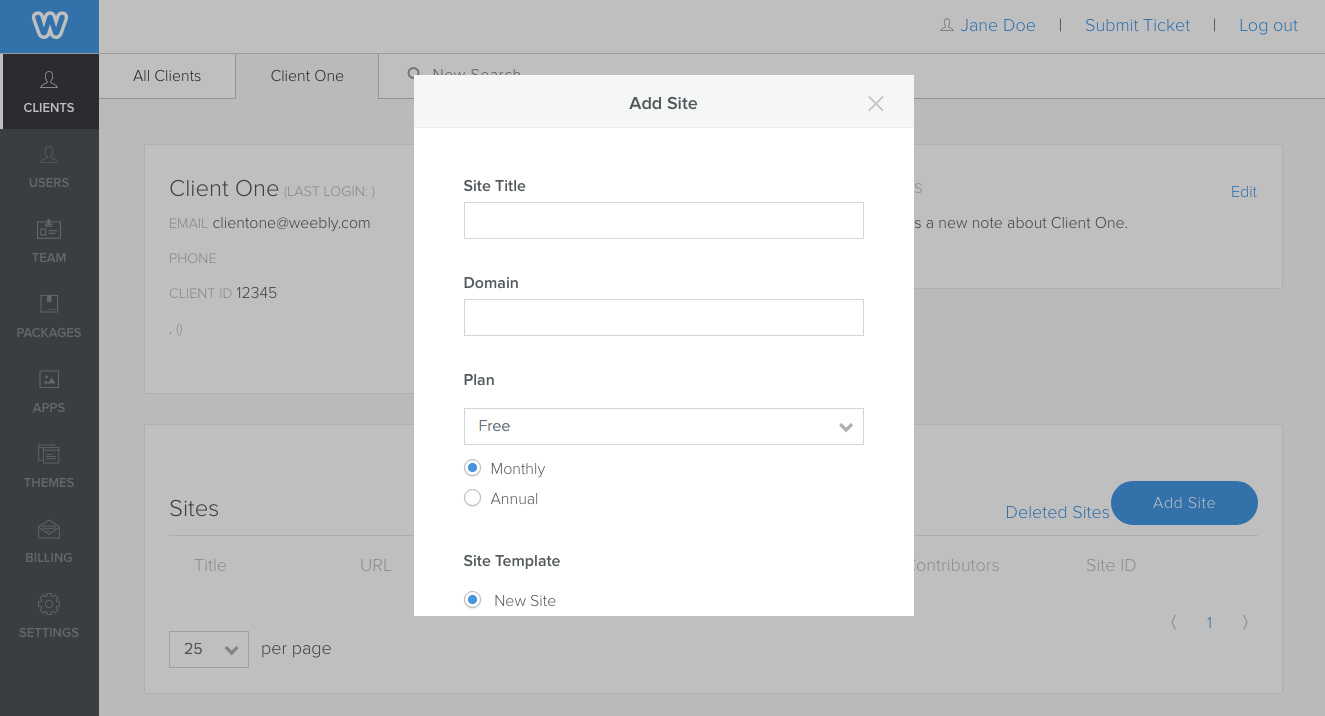 Jane Doe | Submit Ticket | Log out
All Clients
Client One
New Search
CLIENTS
USERS
TEAM
PACKAGES
APPS
THEMES
BILLING
SETTINGS
Client One (LAST LOGIN: )
EMAIL clientone@weebly.com
PHONE
CLIENT ID 12345
, ()
S
Edit
s a new note about Client One.
Add Site
Site Title
Domain
Plan
Free
Monthly
Annual
Site Template
New Site
Sites
Deleted Sites
Add Site
Title
URL
ontributors
Site ID
1
25
per page